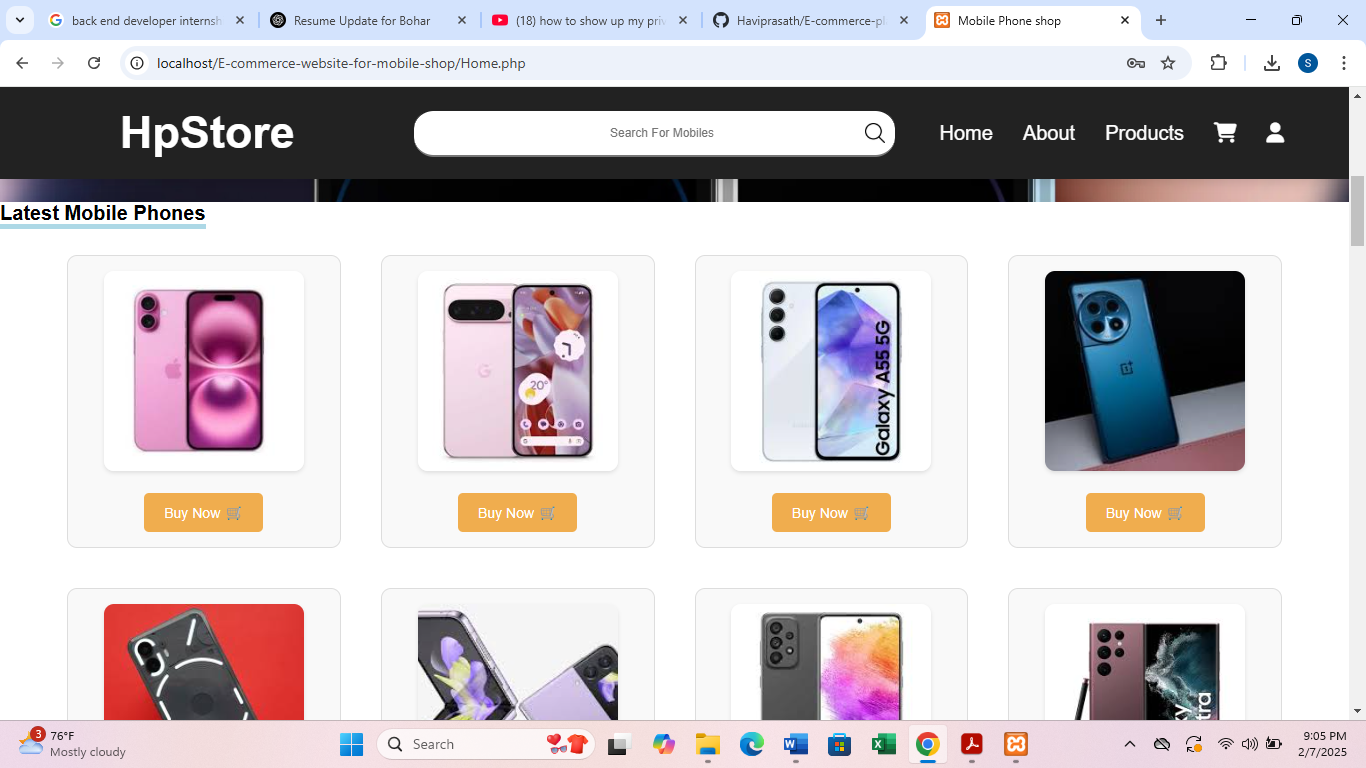 back end developer internsh
Resume Update for Bohar
(18) how to show up my priv
Haviprasath/E-commerce-pl
Mobile Phone shop
localhost/E-commerce-website-for-mobile-shop/Home.php
S
HpStore
Search For Mobiles
Home
About
Products
Latest Mobile Phones
20°
Galaxy A55 5G
Buy Now
Buy Now
Buy Now
Buy Now
3
76°F
Mostly cloudy
Search
9:05 PM
2/7/2025